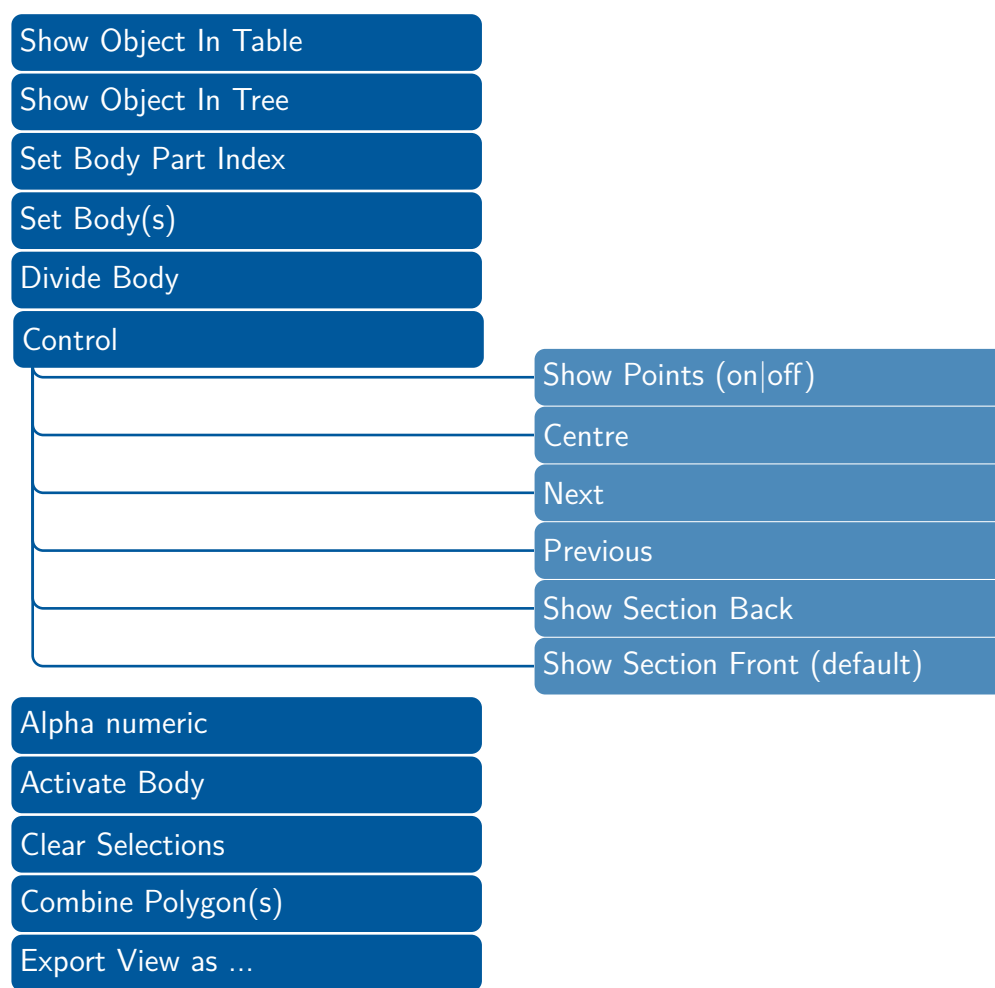 Show Object In Table
Show Object In Tree
Set Body Part Index
Set Body(s)
Divide Body
Control
Show Points (on|off)
Centre
Next
Previous
Show Section Back
Show Section Front (default)
Alpha numeric
Activate Body
Clear Selections
Combine Polygon(s)
Export View as ...